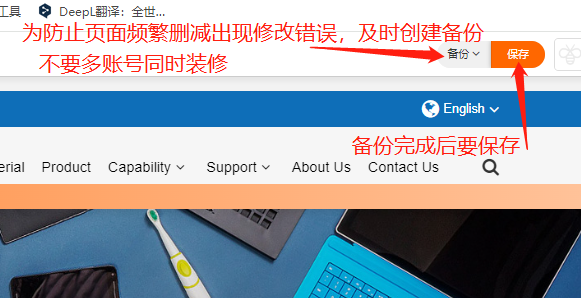 工具
DeepL翻译：全世...
为防止页面频繁删减出现修改错误，及时创建备份
不要多账号同时装修
备份
保存
English
备份完成后要保存
erial
Product
Capability
Support
About Us
Contact Us